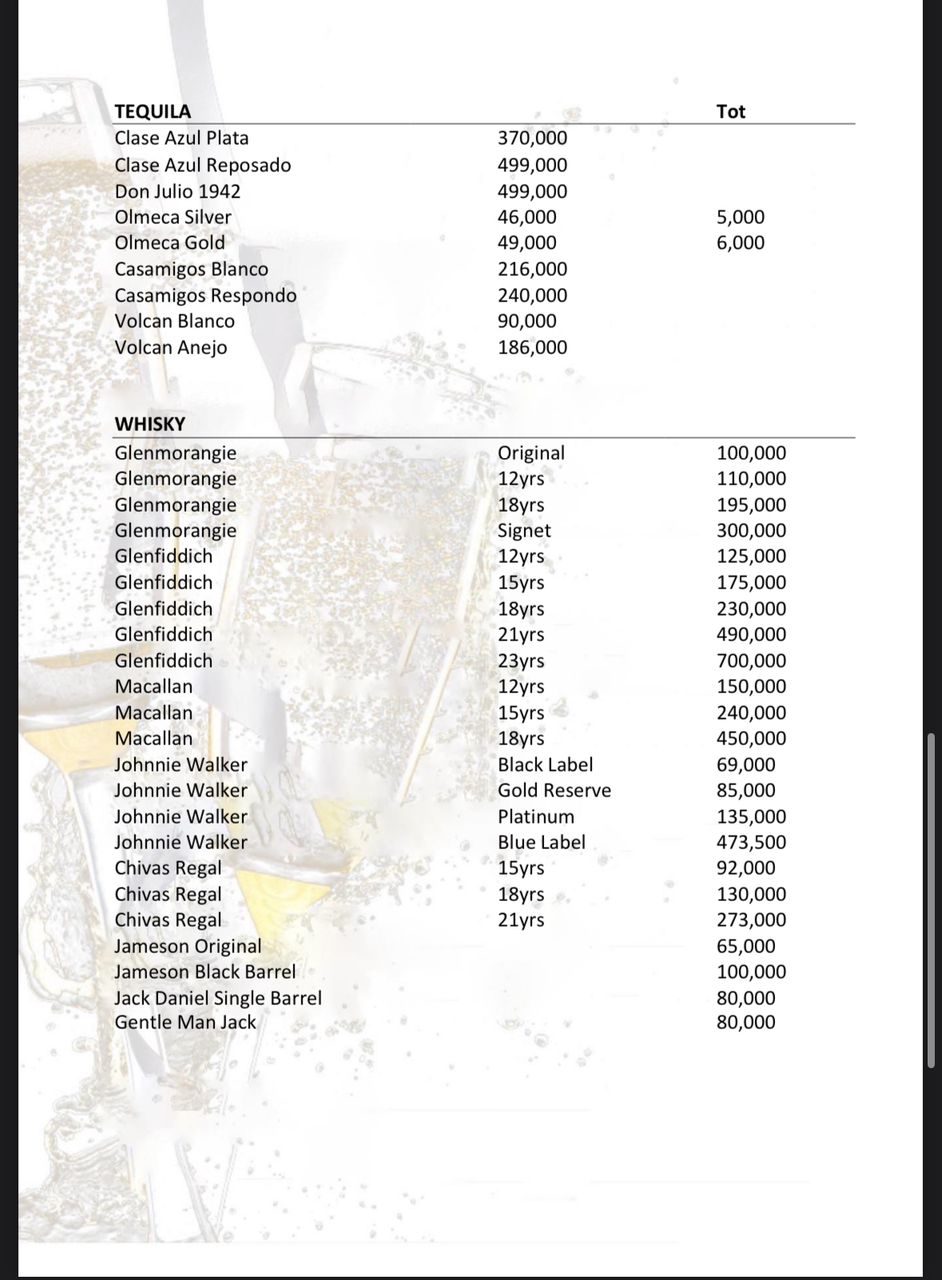 TEQUILA Tot
Clase Azul Plata 370,000
Clase Azul Reposado 499,000
Don Julio 1942 499,000
Olmeca Silver 46,000 5,000
Olmeca Gold 49,000 6,000
Casamigos Blanco 216,000
Casamigos Respondo 240,000
Volcan Blanco 90,000
Volcan Anejo 186,000
WHISKY
Glenmorangie Original 100,000
Glenmorangie 12yrs 110,000
Glenmorangie 18yrs 195,000
Glenmorangie Signet 300,000
Glenfiddich 12yrs 125,000
Glenfiddich 15yrs 175,000
Glenfiddich 18yrs 230,000
Glenfiddich 21yrs 490,000
Glenfiddich 23yrs 700,000
Macallan 12yrs 150,000
Macallan 15yrs 240,000
Macallan 18yrs 450,000
Johnnie Walker Black Label 69,000
Johnnie Walker Gold Reserve 85,000
Johnnie Walker Platinum 135,000
Johnnie Walker Blue Label 473,500
Chivas Regal 15yrs 92,000
Chivas Regal 18yrs 130,000
Chivas Regal 21yrs 273,000
Jameson Original 65,000
Jameson Black Barrel 100,000
Jack Daniel Single Barrel 80,000
Gentle Man Jack 80,000